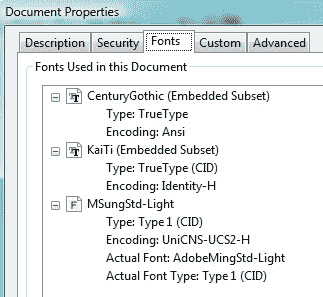 Document Properties
Description Security Fonts Custom Advanced
Fonts Used in this Document
CenturyGothic (Embedded Subset)
Type: TrueType
Encoding: Ansi
KaiTi (Embedded Subset)
Type: TrueType (CID)
Encoding: Identity-H
MSungStd-Light
Type: Type 1 (CID)
Encoding: UniCNS-UCS2-H
Actual Font: AdobeMingStd-Light
Actual Font Type: Type 1 (CID)